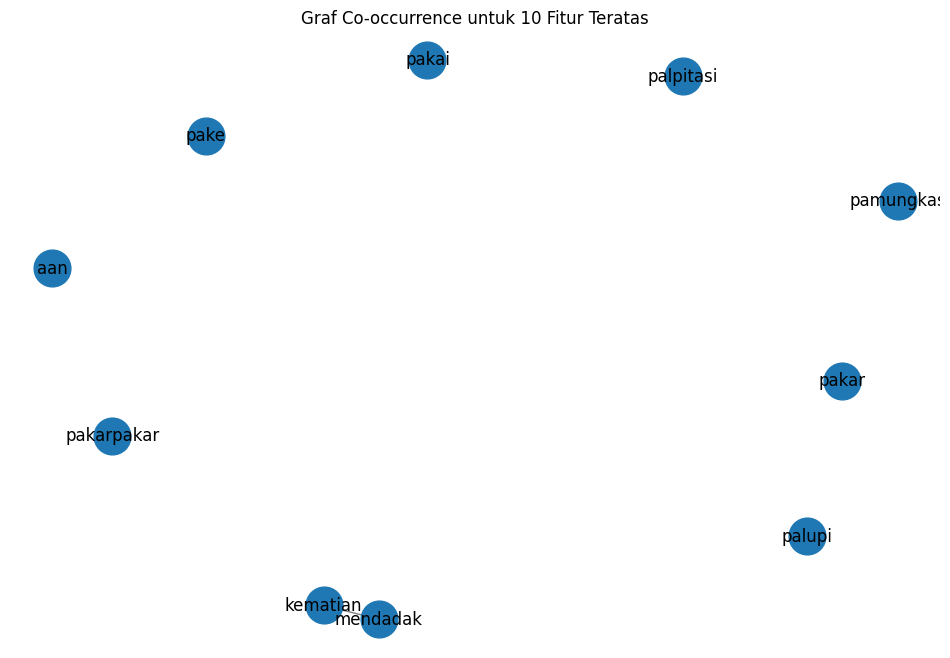 Graf Co-occurrence untuk 10 Fitur Teratas
pakai
palpitasi
pake
pamungkas
aan
pakar
pakarpakar
palupi
kematian
mendadak